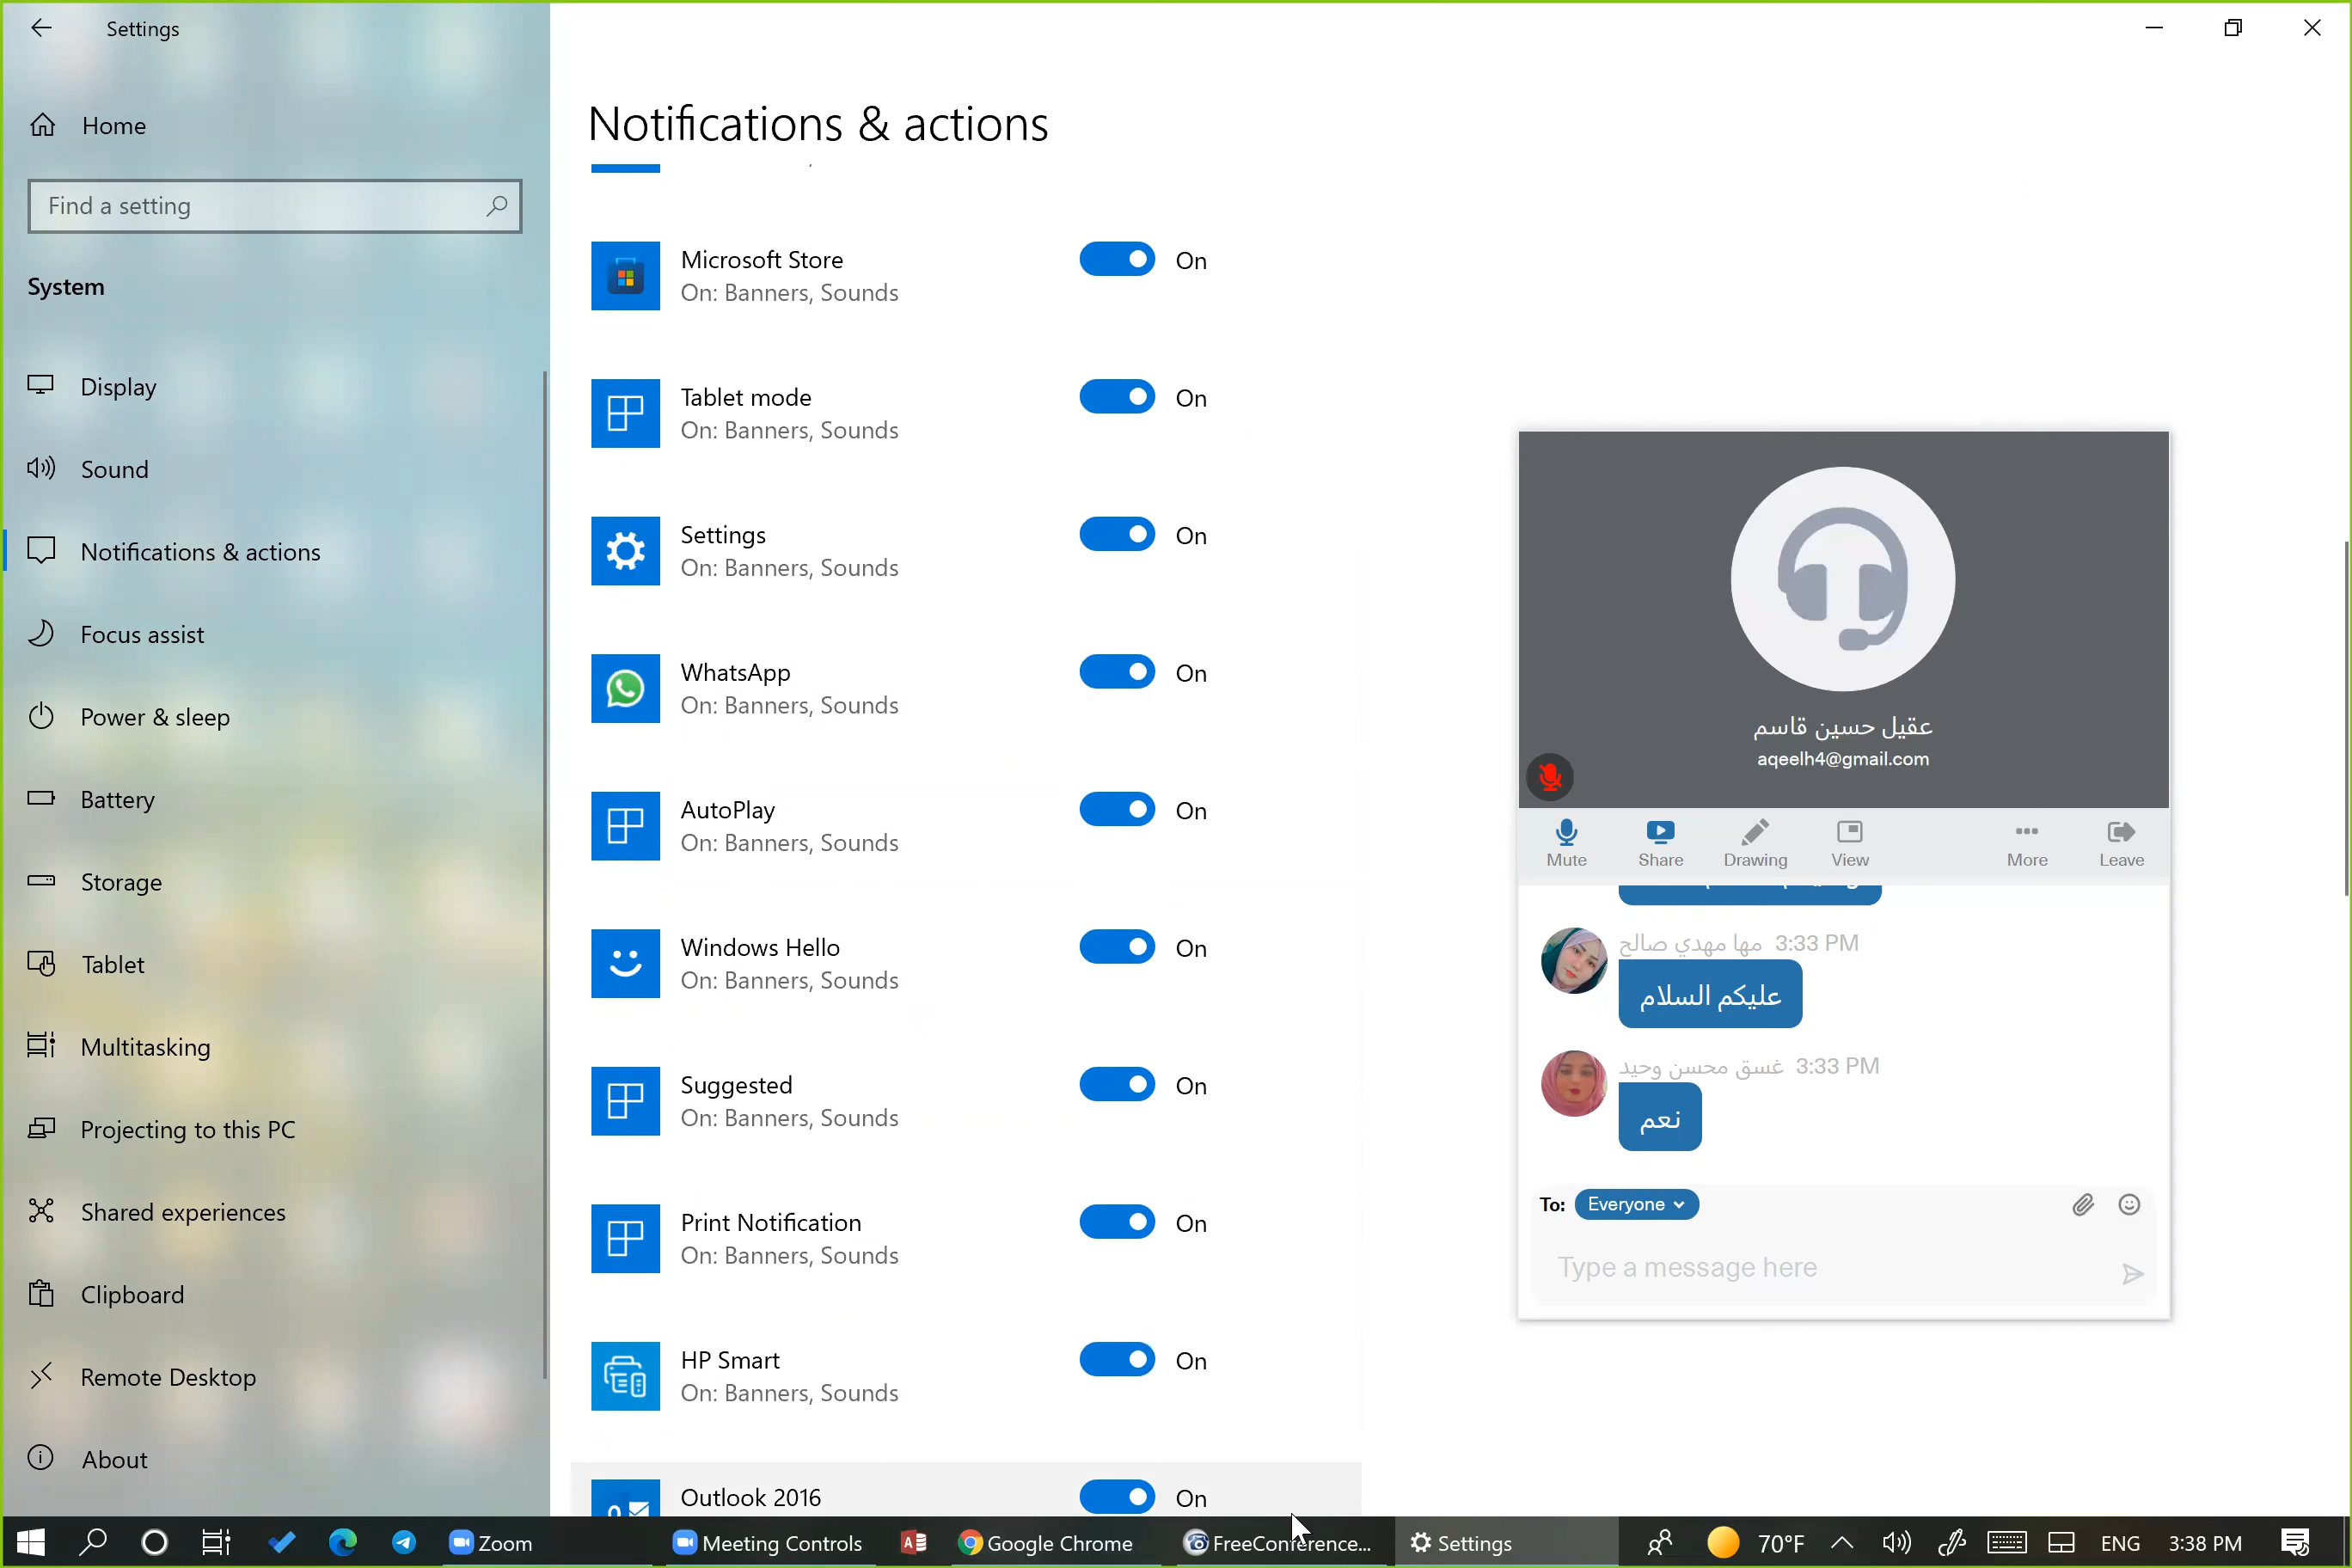 Settings
Home
Find a setting
System
Display
Sound
Notifications & actions
Focus assist
Power & sleep
Battery
Storage
Tablet
Multitasking
Projecting to this PC
Shared experiences
Clipboard
Remote Desktop
About
Notifications & actions
Microsoft Store
On: Banners, Sounds
On
Tablet mode
On: Banners, Sounds
On
Settings
On: Banners, Sounds
On
WhatsApp
On: Banners, Sounds
On
AutoPlay
On: Banners, Sounds
On
Windows Hello
On: Banners, Sounds
On
Suggested
On: Banners, Sounds
On
Print Notification
On: Banners, Sounds
On
HP Smart
On: Banners, Sounds
On
Outlook 2016
On
عقيل حسين قاسم
aqeelh4@gmail.com
Mute Share Drawing View More Leave
مها مهدي صالح 3:33 PM
عليكم السلام
غسق محسن وحيد 3:33 PM
نعم
To: Everyone
Type a message here
Zoom Meeting Controls Google Chrome FreeConference... Settings 70°F ENG 3:38 PM